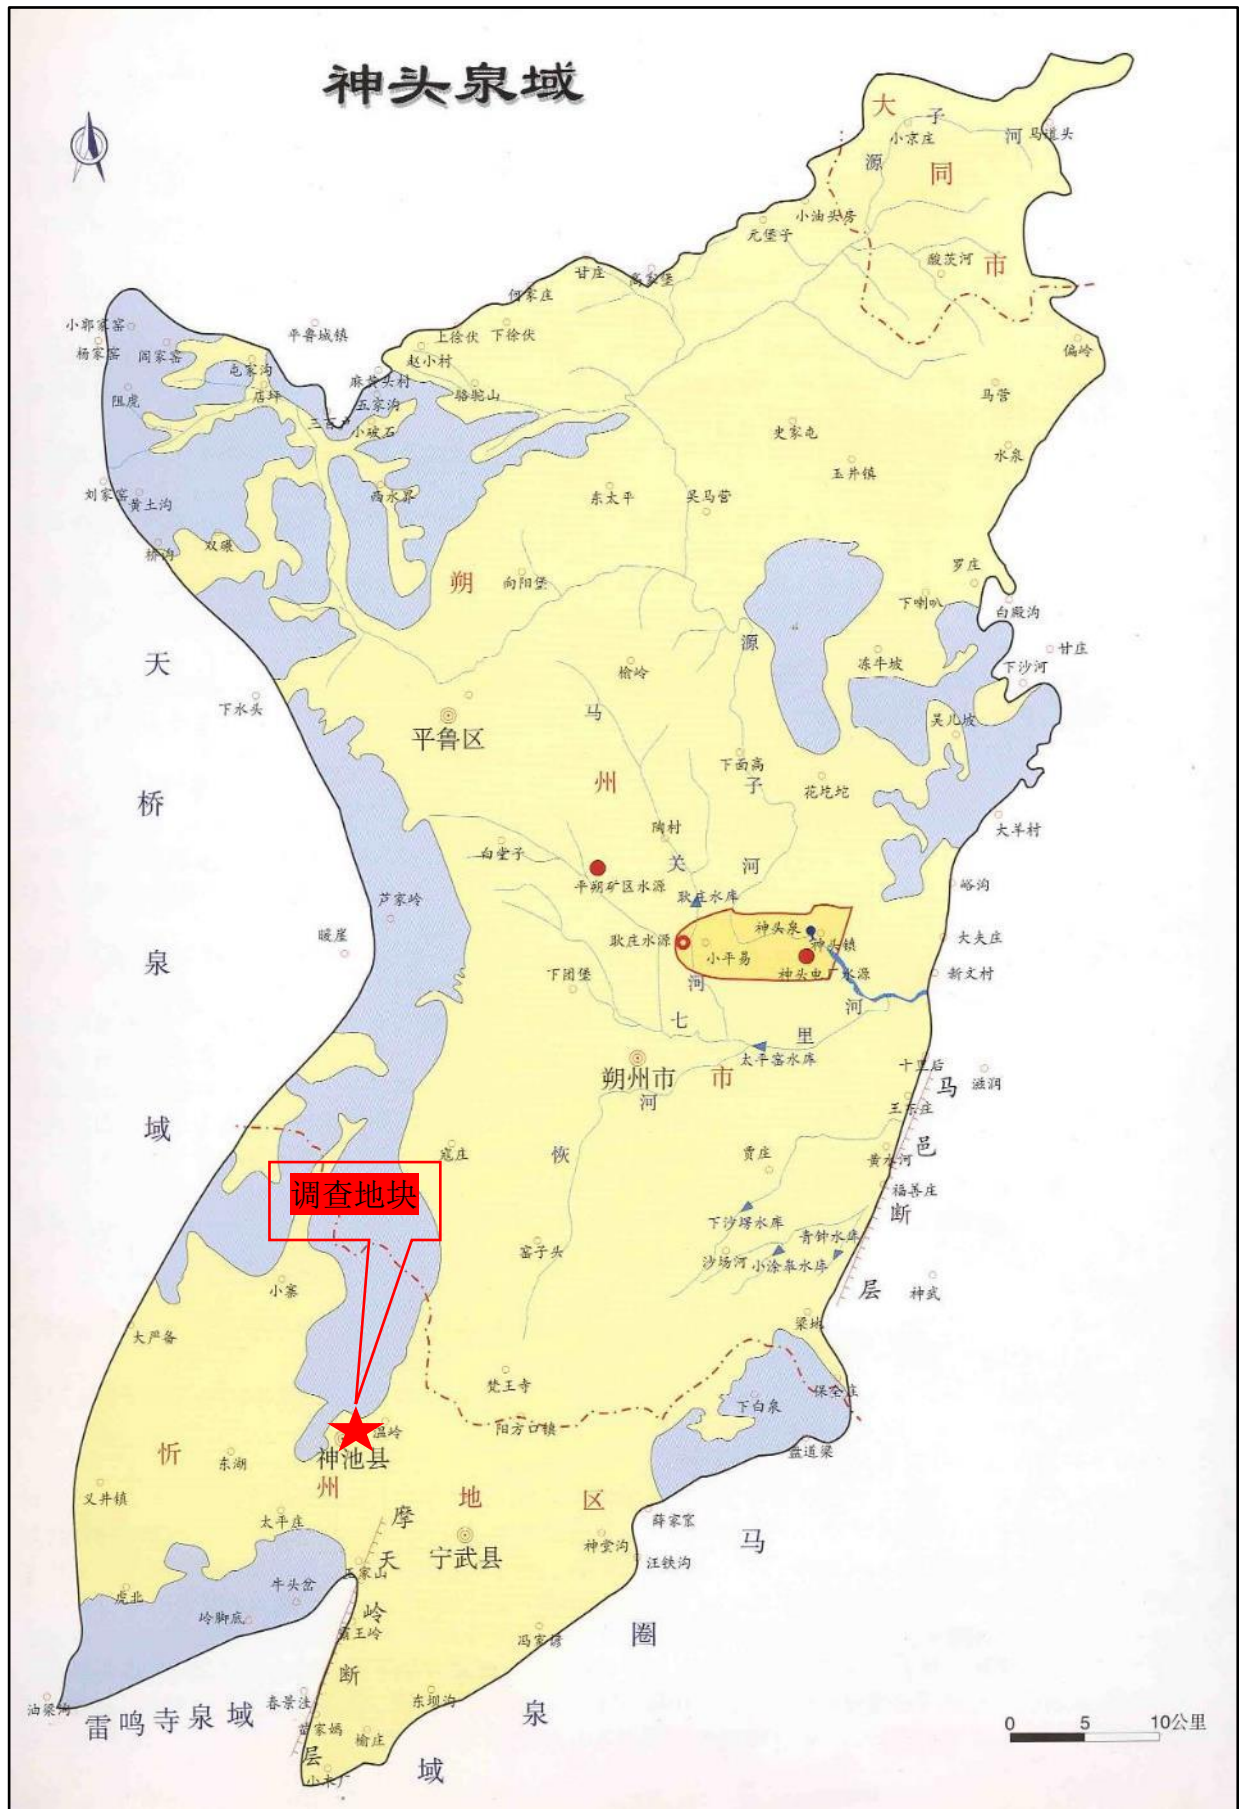 神头泉域
大
子
小京庄
河
马道头
源
同
小油头房
元堡子
酸茨河
市
甘庄
高家堡
何家庄
小郭家窑
平鲁城镇
上徐伏
下徐伏
杨家窑
阎家窑
赵小村
偏岭
屯家沟
麻黄头村
阻虎
店坪
五家沟
骆驼山
马营
三百户
小破石
史家屯
水泉
玉井镇
刘家窑
黄土沟
西水界
东太平
吴马营
桥沟
双碾
朔
向阳堡
罗庄
下喇叭
白殿沟
源
甘庄
天
榆岭
冻牛坡
下沙河
下水头
马
吴儿坡
平鲁区
下面高
州
子
花圪坨
桥
陶村
大羊村
白堂子
关
河
平朔矿区水源
耿庄水库
峪沟
芦家岭
神头泉
暖崖
耿庄水源
神头镇
大夫庄
泉
小平易
下团堡
神头电厂水源
新文村
河
河
七
里
太平窑水库
朔州市
市
马
滋润
河
王东庄
域
寇庄
恢
贾庄
黄水河
邑
调查地块
福善庄
断
下沙塄水库
青钟水库
窑子头
沙场河
小涂皋水库
小寨
层
神武
大严备
梁地
梵王寺
保全庄
下白泉
阳方口镇
温岭
忻
东湖
神池县
盘道梁
州
地
区
义井镇
太平庄
摩
薛家窑
马
天
宁武县
神堂沟
汪铁沟
王家山
虎北
牛头岔
岭脚底
岭
霸王岭
圈
断
油梁沟
春景洼
东坝沟
雷鸣寺泉域
泉
苗家嫣
榆庄
层
域
0
5
10公里